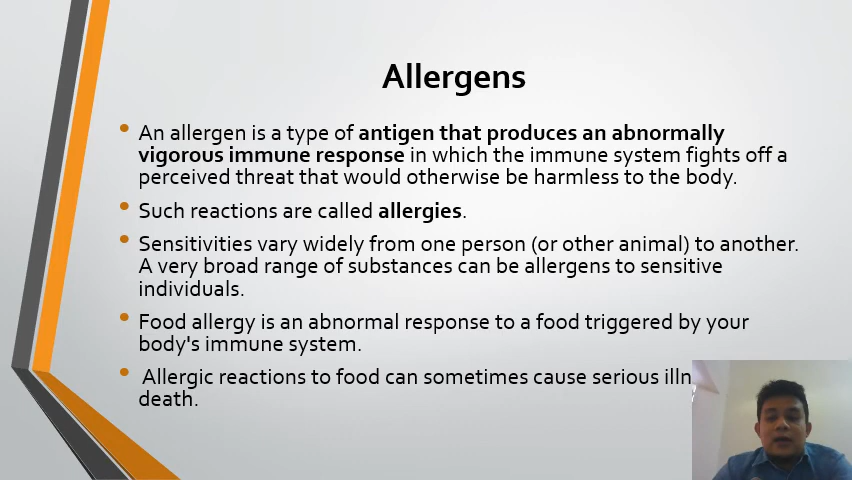 Allergens
• An allergen is a type of antigen that produces an abnormally
vigorous immune response in which the immune system fights off a
perceived threat that would otherwise be harmless to the body.
• Such reactions are called allergies.
• Sensitivities vary widely from one person (or other animal) to another.
A very broad range of substances can be allergens to sensitive
individuals.
• Food allergy is an abnormal response to a food triggered by your
body's immune system.
• Allergic reactions to food can sometimes cause serious
death.